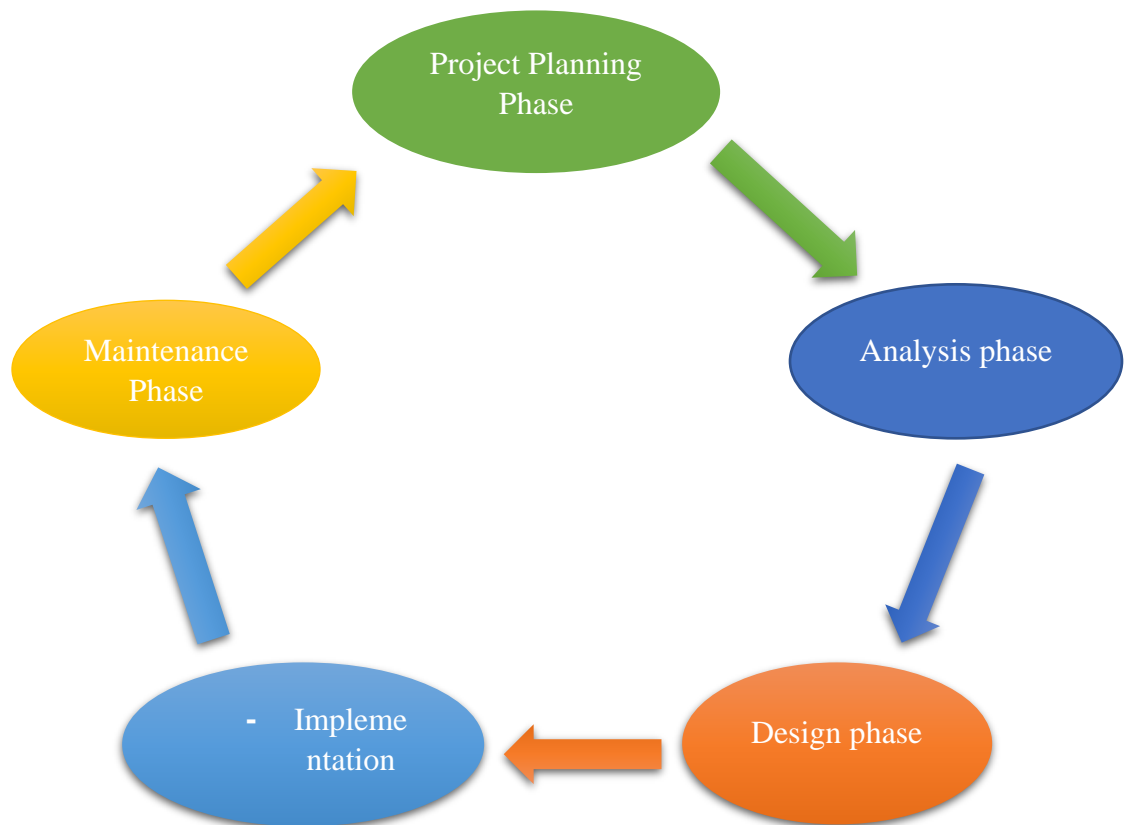 Project Planning
Phase
Analysis phase
Maintenance
Phase
Design phase
- Impleme
ntation